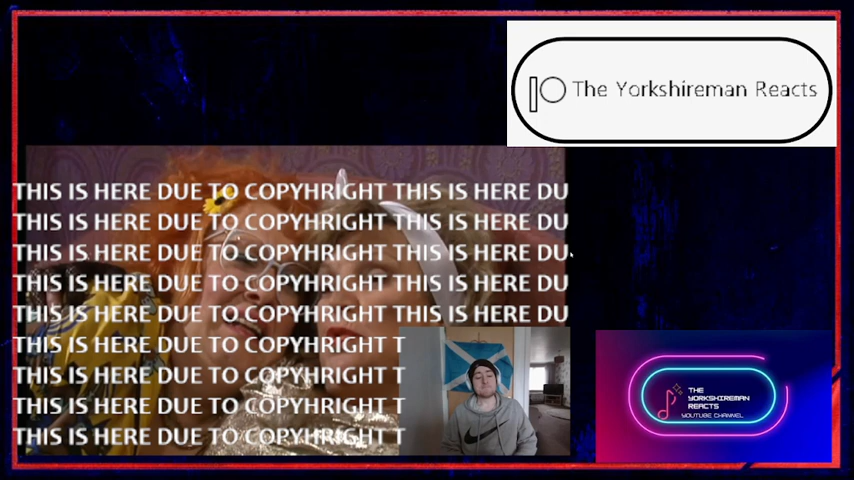 The Yorkshireman Reacts
THIS IS HERE DUE TO COPYHRIGHT THIS IS HERE DU
THIS IS HERE DUE TO COPYHRIGHT THIS IS HERE DU
THIS IS HERE DUE TO COPYHRIGHT THIS IS HERE DU
THIS IS HERE DUE TO COPYHRIGHT THIS IS HERE DU
THIS IS HERE DUE TO COPYHRIGHT THIS IS HERE DU
THIS IS HERE DUE TO COPYHRIGHT T
THIS IS HERE DUE TO COPYHRIGHT T
THIS IS HERE DUE TO COPYHRIGHT T
THIS IS HERE DUE TO COPYHRIGHT T
THE
YORKSHIREMAN
REACTS
YOUTUBE CHANNEL